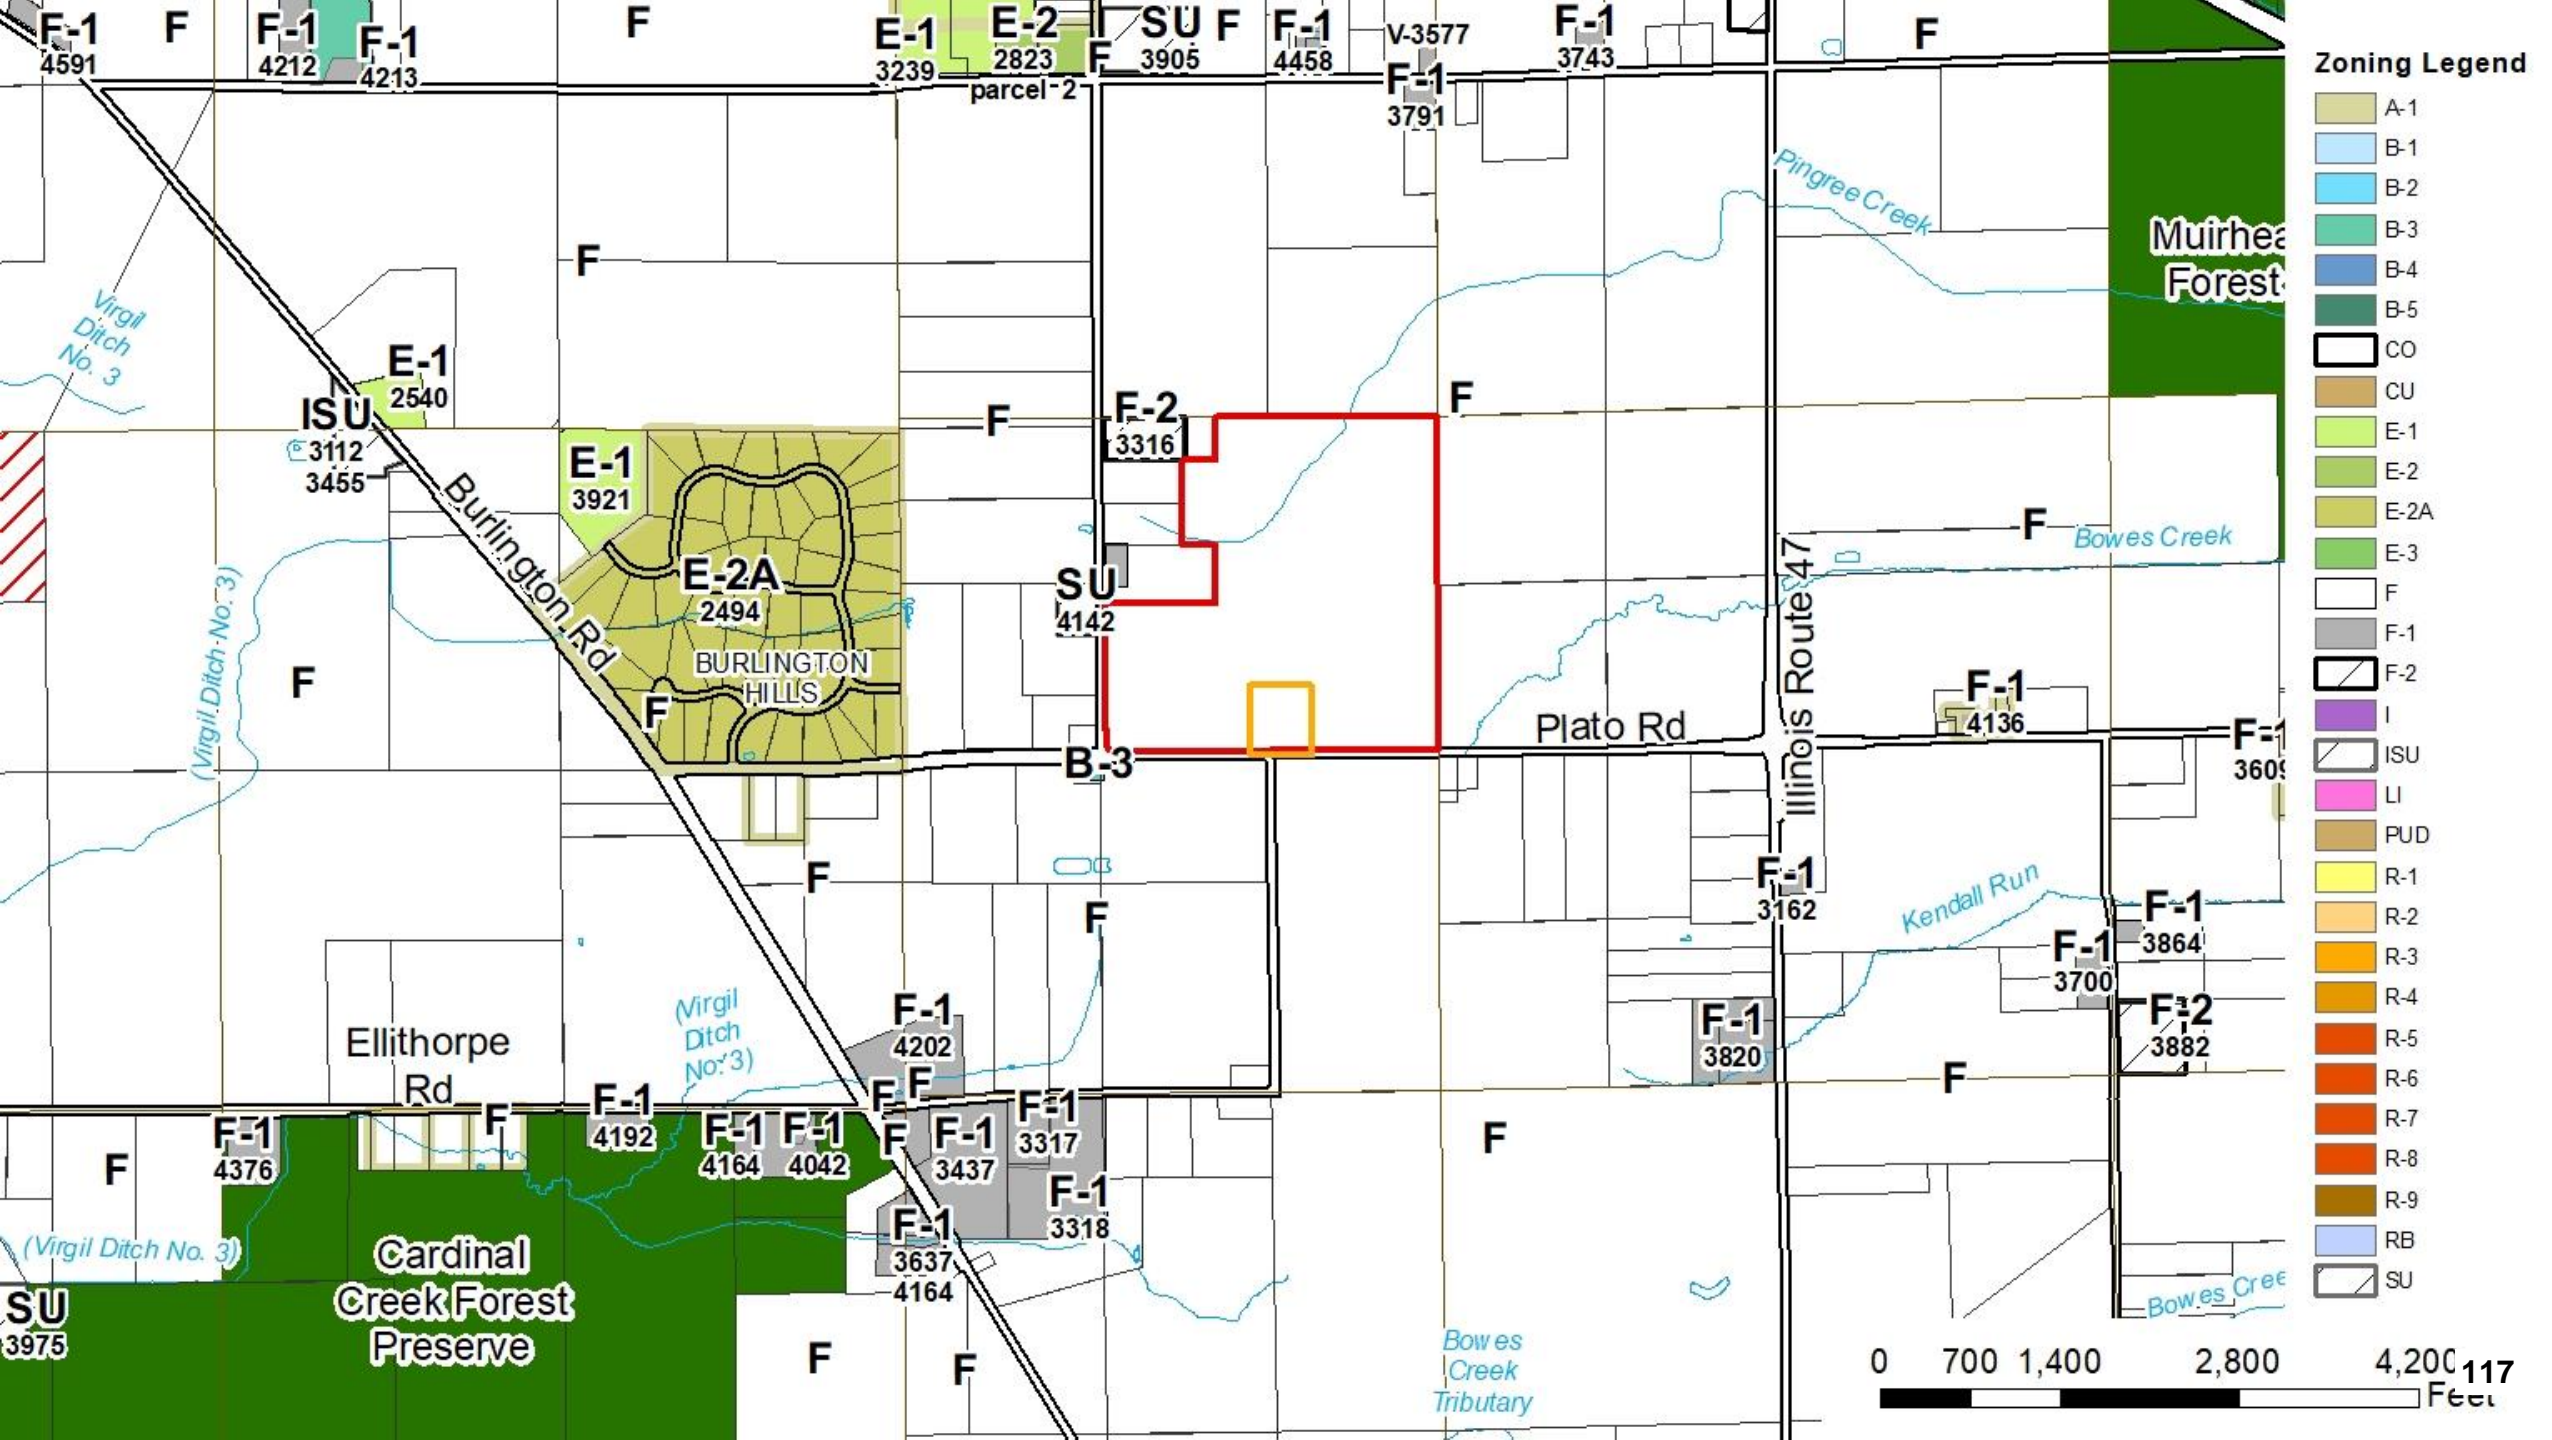 F-1
4591
F
F-1
4212
F-1
4213
F
E-1
3239
E-2
2823
F
parcel 2
SU
3905
F
F-1
4458
V-3577
F-1
3791
F-1
3743
F
Pingree Creek
Muirhea
Forest
F
Virgil
Ditch
No. 3
E-1
2540
ISU
3112
3455
F
F-2
3316
F
E-1
3921
Burlington Rd
E-2A
2494
BURLINGTON
HILLS
F
SU
4142
F
Bowes Creek
(Virgil Ditch No. 3)
F
Illinois Route 47
F-1
4136
Plato Rd
B-3
F-1
3609
F
F
F-1
3162
Kendall Run
F-1
3864
F-1
3700
F-2
3882
F-1
3820
F
(Virgil
Ditch
No. 3)
F-1
4202
Ellithorpe
Rd
F
F
F-1
4376
F
F-1
4192
F-1
4164
F-1
4042
F
F-1
3437
F-1
3317
F-1
3318
F
F
F-1
3637
4164
(Virgil Ditch No. 3)
Cardinal
Creek Forest
Preserve
SU
3975
F
F
Bowes
Creek
Tributary
Bowes Cree
Zoning Legend
A-1
B-1
B-2
B-3
B-4
B-5
CO
CU
E-1
E-2
E-2A
E-3
F
F-1
F-2
I
ISU
LI
PUD
R-1
R-2
R-3
R-4
R-5
R-6
R-7
R-8
R-9
RB
SU
0 700 1,400 2,800 4,200
Feet
117